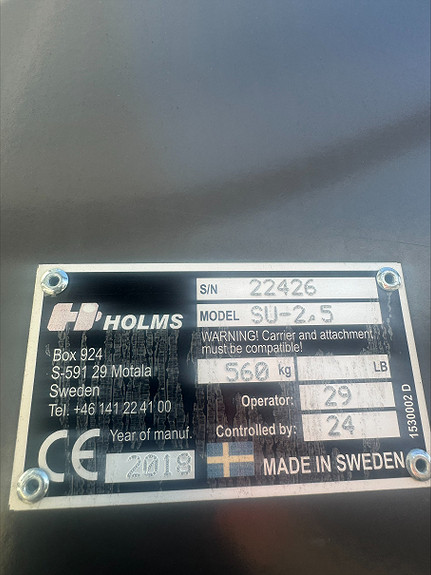 HOLMS
Box 924
S-591 29 Motala
Sweden
Tel. +46 141 22 41 00
CE
Year of manuf.
2018
S/N 22426
MODEL SU-2.5
WARNING! Carrier and attachment
must be compatible!
560 kg LB
Operator: 29
Controlled by: 24
MADE IN SWEDEN
1530002 D